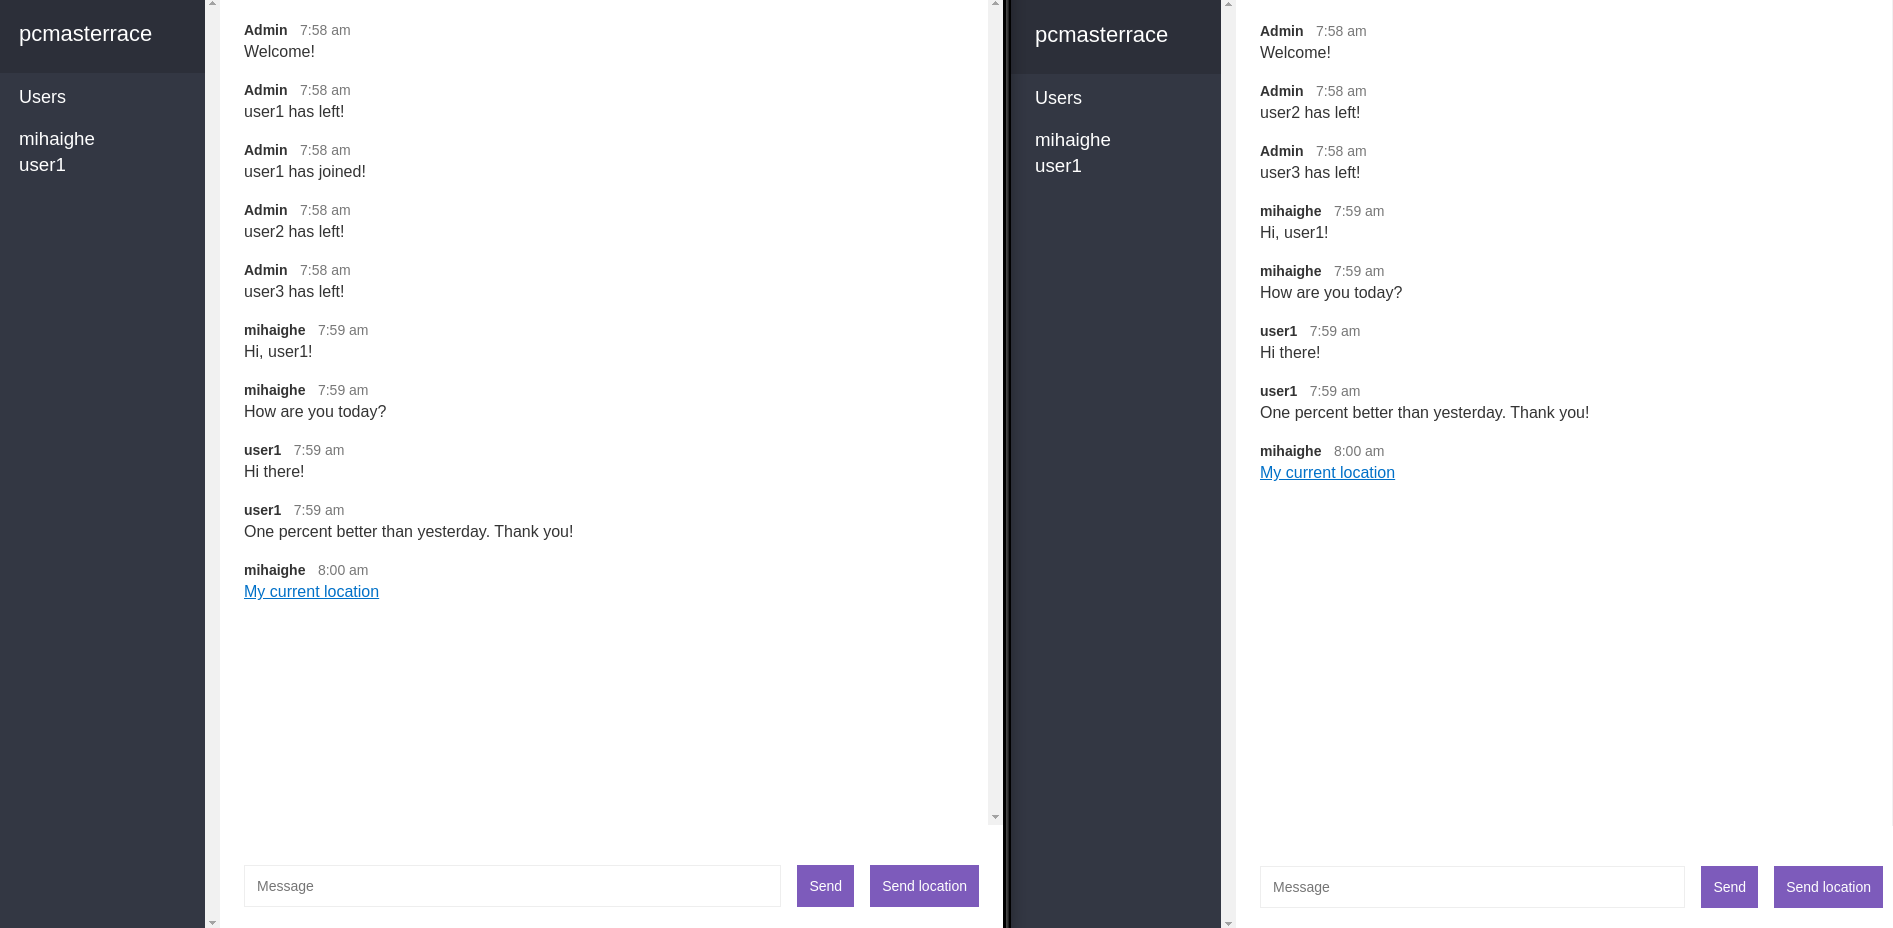 pcmasterrace
Users
mihaighe
user1
Admin 7:58 am
Welcome!
Admin 7:58 am
user1 has left!
Admin 7:58 am
user1 has joined!
Admin 7:58 am
user2 has left!
Admin 7:58 am
user3 has left!
mihaighe 7:59 am
Hi, user1!
mihaighe 7:59 am
How are you today?
user1 7:59 am
Hi there!
user1 7:59 am
One percent better than yesterday. Thank you!
mihaighe 8:00 am
My current location
Message Send Send location
pcmasterrace
Users
mihaighe
user1
Admin 7:58 am
Welcome!
Admin 7:58 am
user2 has left!
Admin 7:58 am
user3 has left!
mihaighe 7:59 am
Hi, user1!
mihaighe 7:59 am
How are you today?
user1 7:59 am
Hi there!
user1 7:59 am
One percent better than yesterday. Thank you!
mihaighe 8:00 am
My current location
Message Send Send location